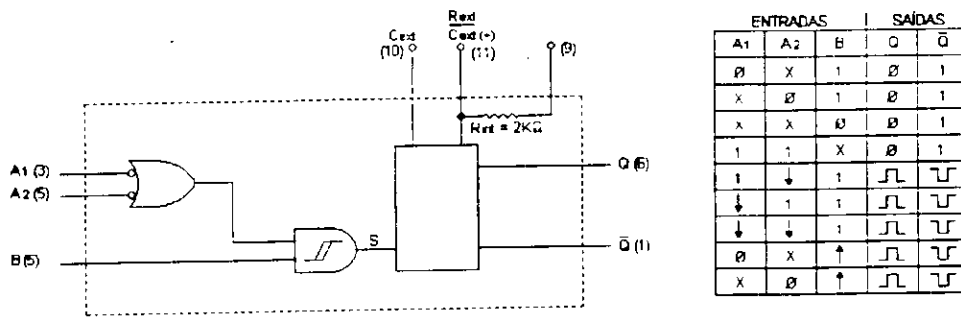 Cext
(10)
Rext
Cext (+)
(11)
(9)
Rint = 2KΩ
A1 (3)
A2 (5)
B(5)
S
Q (6)
Q̅ (1)
ENTRADAS | SAÍDAS
A1 A2 B Q Q̅
Ø X 1 Ø 1
X Ø 1 Ø 1
X X Ø Ø 1
1 1 X Ø 1
1 ↓ 1
↓ 1 1
↓ ↓ 1
Ø X ↑
X Ø ↑